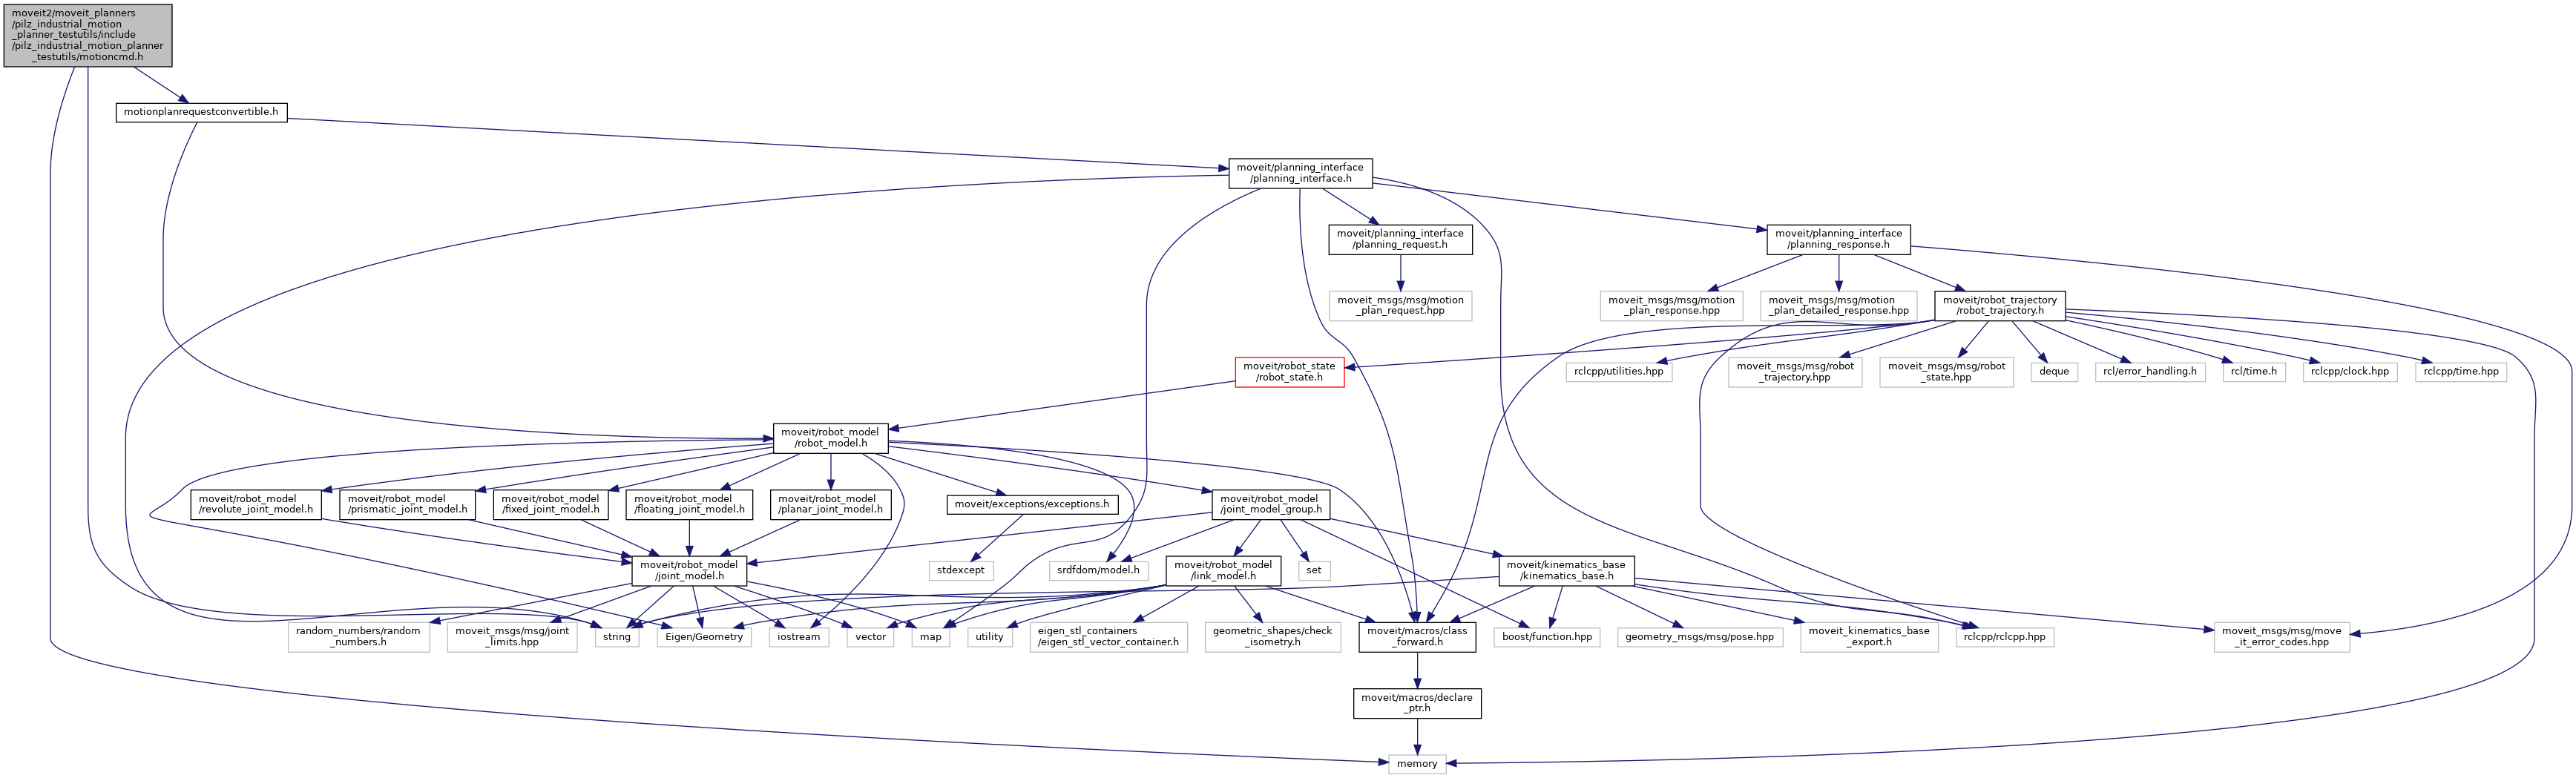 moveit2/moveit_planners
/pilz_industrial_motion
_planner_testutils/include
/pilz_industrial_motion_planner
_testutils/motioncmd.h
motionplanrequestconvertible.h
moveit/planning_interface
/planning_interface.h
moveit/planning_interface
/planning_request.h
moveit/planning_interface
/planning_response.h
moveit_msgs/msg/motion
_plan_request.hpp
moveit_msgs/msg/motion
_plan_response.hpp
moveit_msgs/msg/motion
_plan_detailed_response.hpp
moveit/robot_trajectory
/robot_trajectory.h
moveit/robot_state
/robot_state.h
rclcpp/utilities.hpp
moveit_msgs/msg/robot
_trajectory.hpp
moveit_msgs/msg/robot
_state.hpp
deque
rcl/error_handling.h
rcl/time.h
rclcpp/clock.hpp
rclcpp/time.hpp
moveit/robot_model
/robot_model.h
moveit/robot_model
/revolute_joint_model.h
moveit/robot_model
/prismatic_joint_model.h
moveit/robot_model
/fixed_joint_model.h
moveit/robot_model
/floating_joint_model.h
moveit/robot_model
/planar_joint_model.h
moveit/exceptions/exceptions.h
moveit/robot_model
/joint_model_group.h
moveit/robot_model
/joint_model.h
stdexcept
srdfdom/model.h
moveit/robot_model
/link_model.h
set
moveit/kinematics_base
/kinematics_base.h
random_numbers/random
_numbers.h
moveit_msgs/msg/joint
_limits.hpp
string
Eigen/Geometry
iostream
vector
map
utility
eigen_stl_containers
/eigen_stl_vector_container.h
geometric_shapes/check
_isometry.h
moveit/macros/class
_forward.h
boost/function.hpp
geometry_msgs/msg/pose.hpp
moveit_kinematics_base
_export.h
rclcpp/rclcpp.hpp
moveit_msgs/msg/move
_it_error_codes.hpp
moveit/macros/declare
_ptr.h
memory